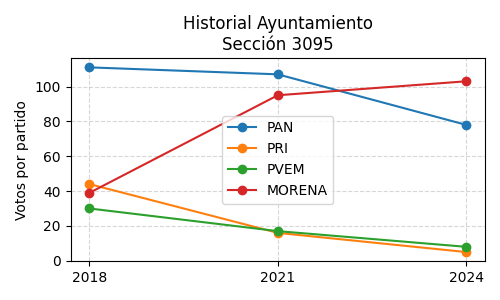 Historial Ayuntamiento
Sección 3095
Votos por partido
100
80
60
40
20
0
PAN
PRI
PVEM
MORENA
2018
2021
2024